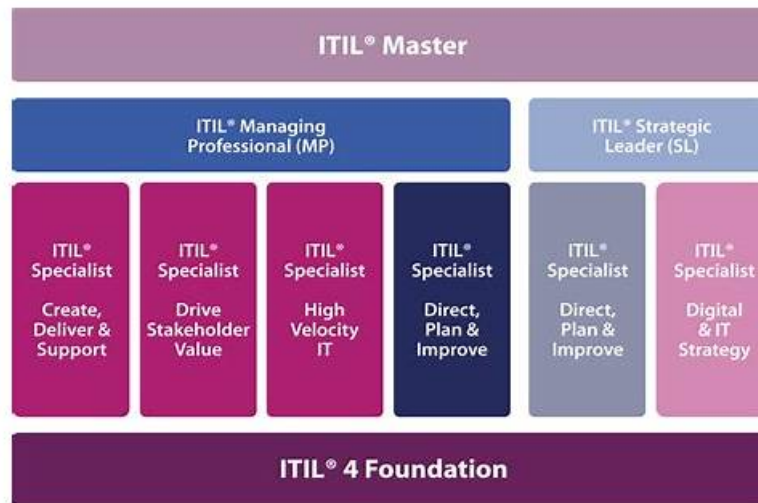 ITIL® Master
ITIL® Managing
Professional (MP)
ITIL® Strategic
Leader (SL)
ITIL®
Specialist
Create,
Deliver &
Support
ITIL®
Specialist
Drive
Stakeholder
Value
ITIL®
Specialist
High
Velocity
IT
ITIL®
Specialist
Direct,
Plan &
Improve
ITIL®
Specialist
Direct,
Plan &
Improve
ITIL®
Specialist
Digital
& IT
Strategy
ITIL® 4 Foundation